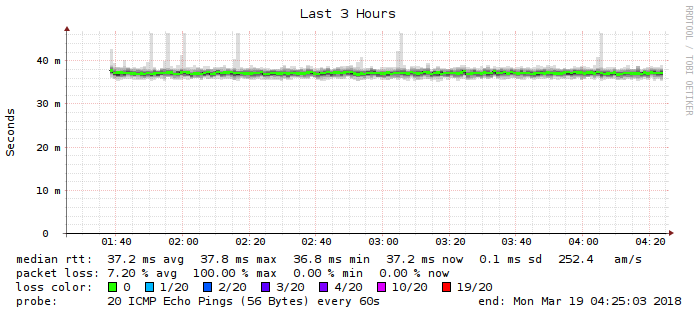 Last 3 Hours
RRDTOOL / TOBI OETIKER
Seconds
40 m
30 m
20 m
10 m
0
01:40 02:00 02:20 02:40 03:00 03:20 03:40 04:00 04:20
median rtt: 37.2 ms avg 37.8 ms max 36.8 ms min 37.2 ms now 0.1 ms sd 252.4 am/s
packet loss: 7.20 % avg 100.00 % max 0.00 % min 0.00 % now
loss color: 0 1/20 2/20 3/20 4/20 10/20 19/20
probe: 20 ICMP Echo Pings (56 Bytes) every 60s end: Mon Mar 19 04:25:03 2018